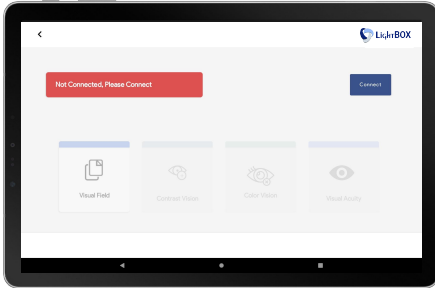 LightBOX
Not Connected, Please Connect
Connect
Visual Field
Contrast Vision
Color Vision
Visual Acuity